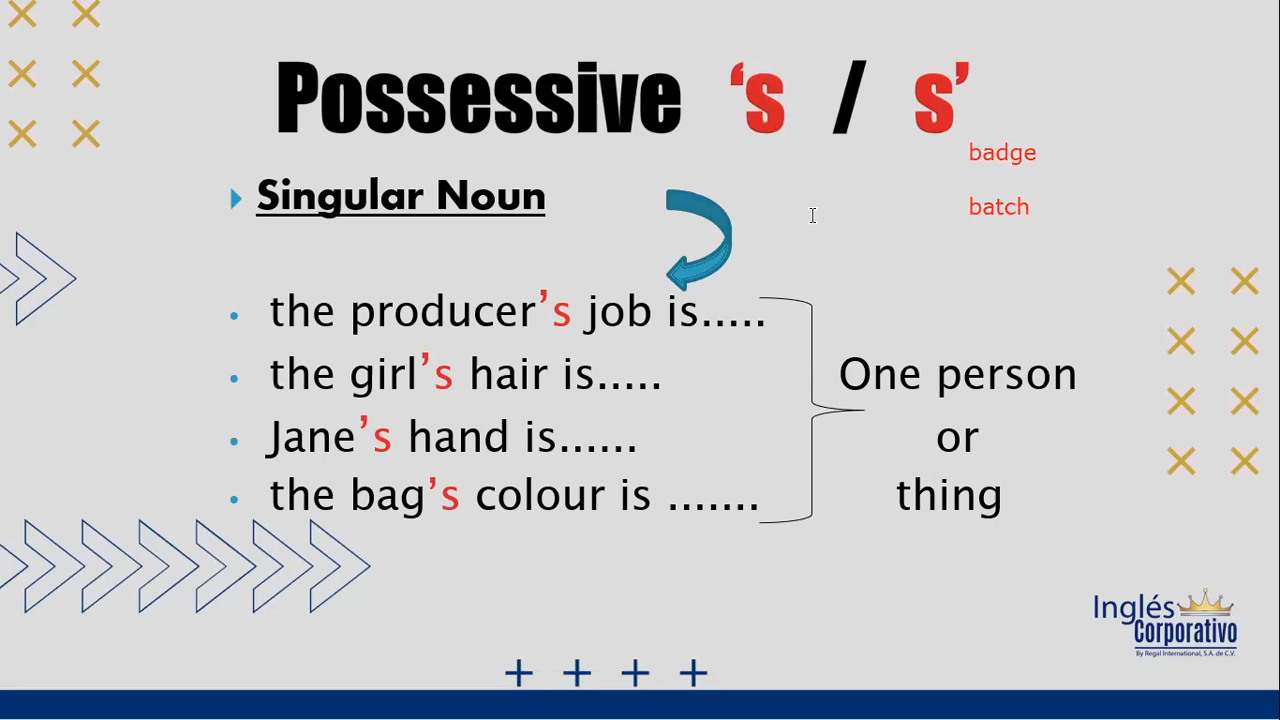 Possessive ‘s / s’
badge
Singular Noun
batch
the producer’s job is.....
the girl’s hair is.....
Jane’s hand is......
the bag’s colour is .......
One person
or
thing
Inglés
Corporativo
By Regal International, S.A. de C.V.